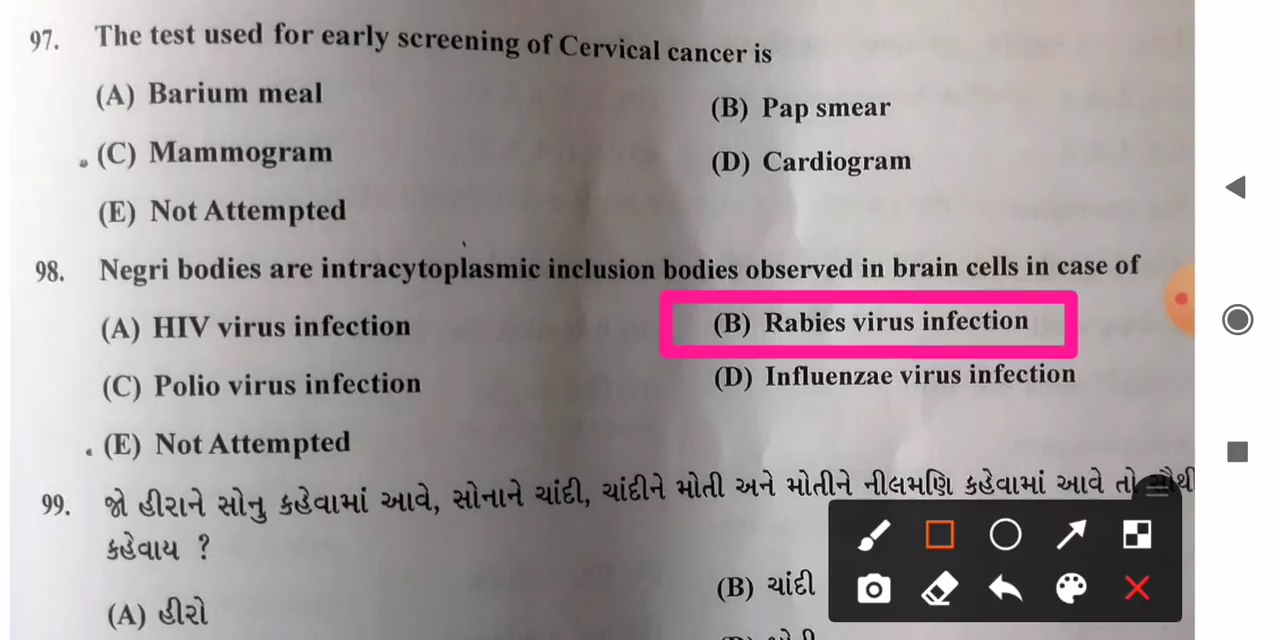 97. The test used for early screening of Cervical cancer is
(A) Barium meal (B) Pap smear
(C) Mammogram (D) Cardiogram
(E) Not Attempted
98. Negri bodies are intracytoplasmic inclusion bodies observed in brain cells in case of
(A) HIV virus infection (B) Rabies virus infection
(C) Polio virus infection (D) Influenzae virus infection
(E) Not Attempted
99. જો હીરાને સોનુ કહેવામાં આવે, સોનાને ચાંદી, ચાંદીને મોતી અને મોતીને નીલમણિ કહેવામાં આવે તો
કહેવાય ?
(A) હીરો (B) ચાંદી